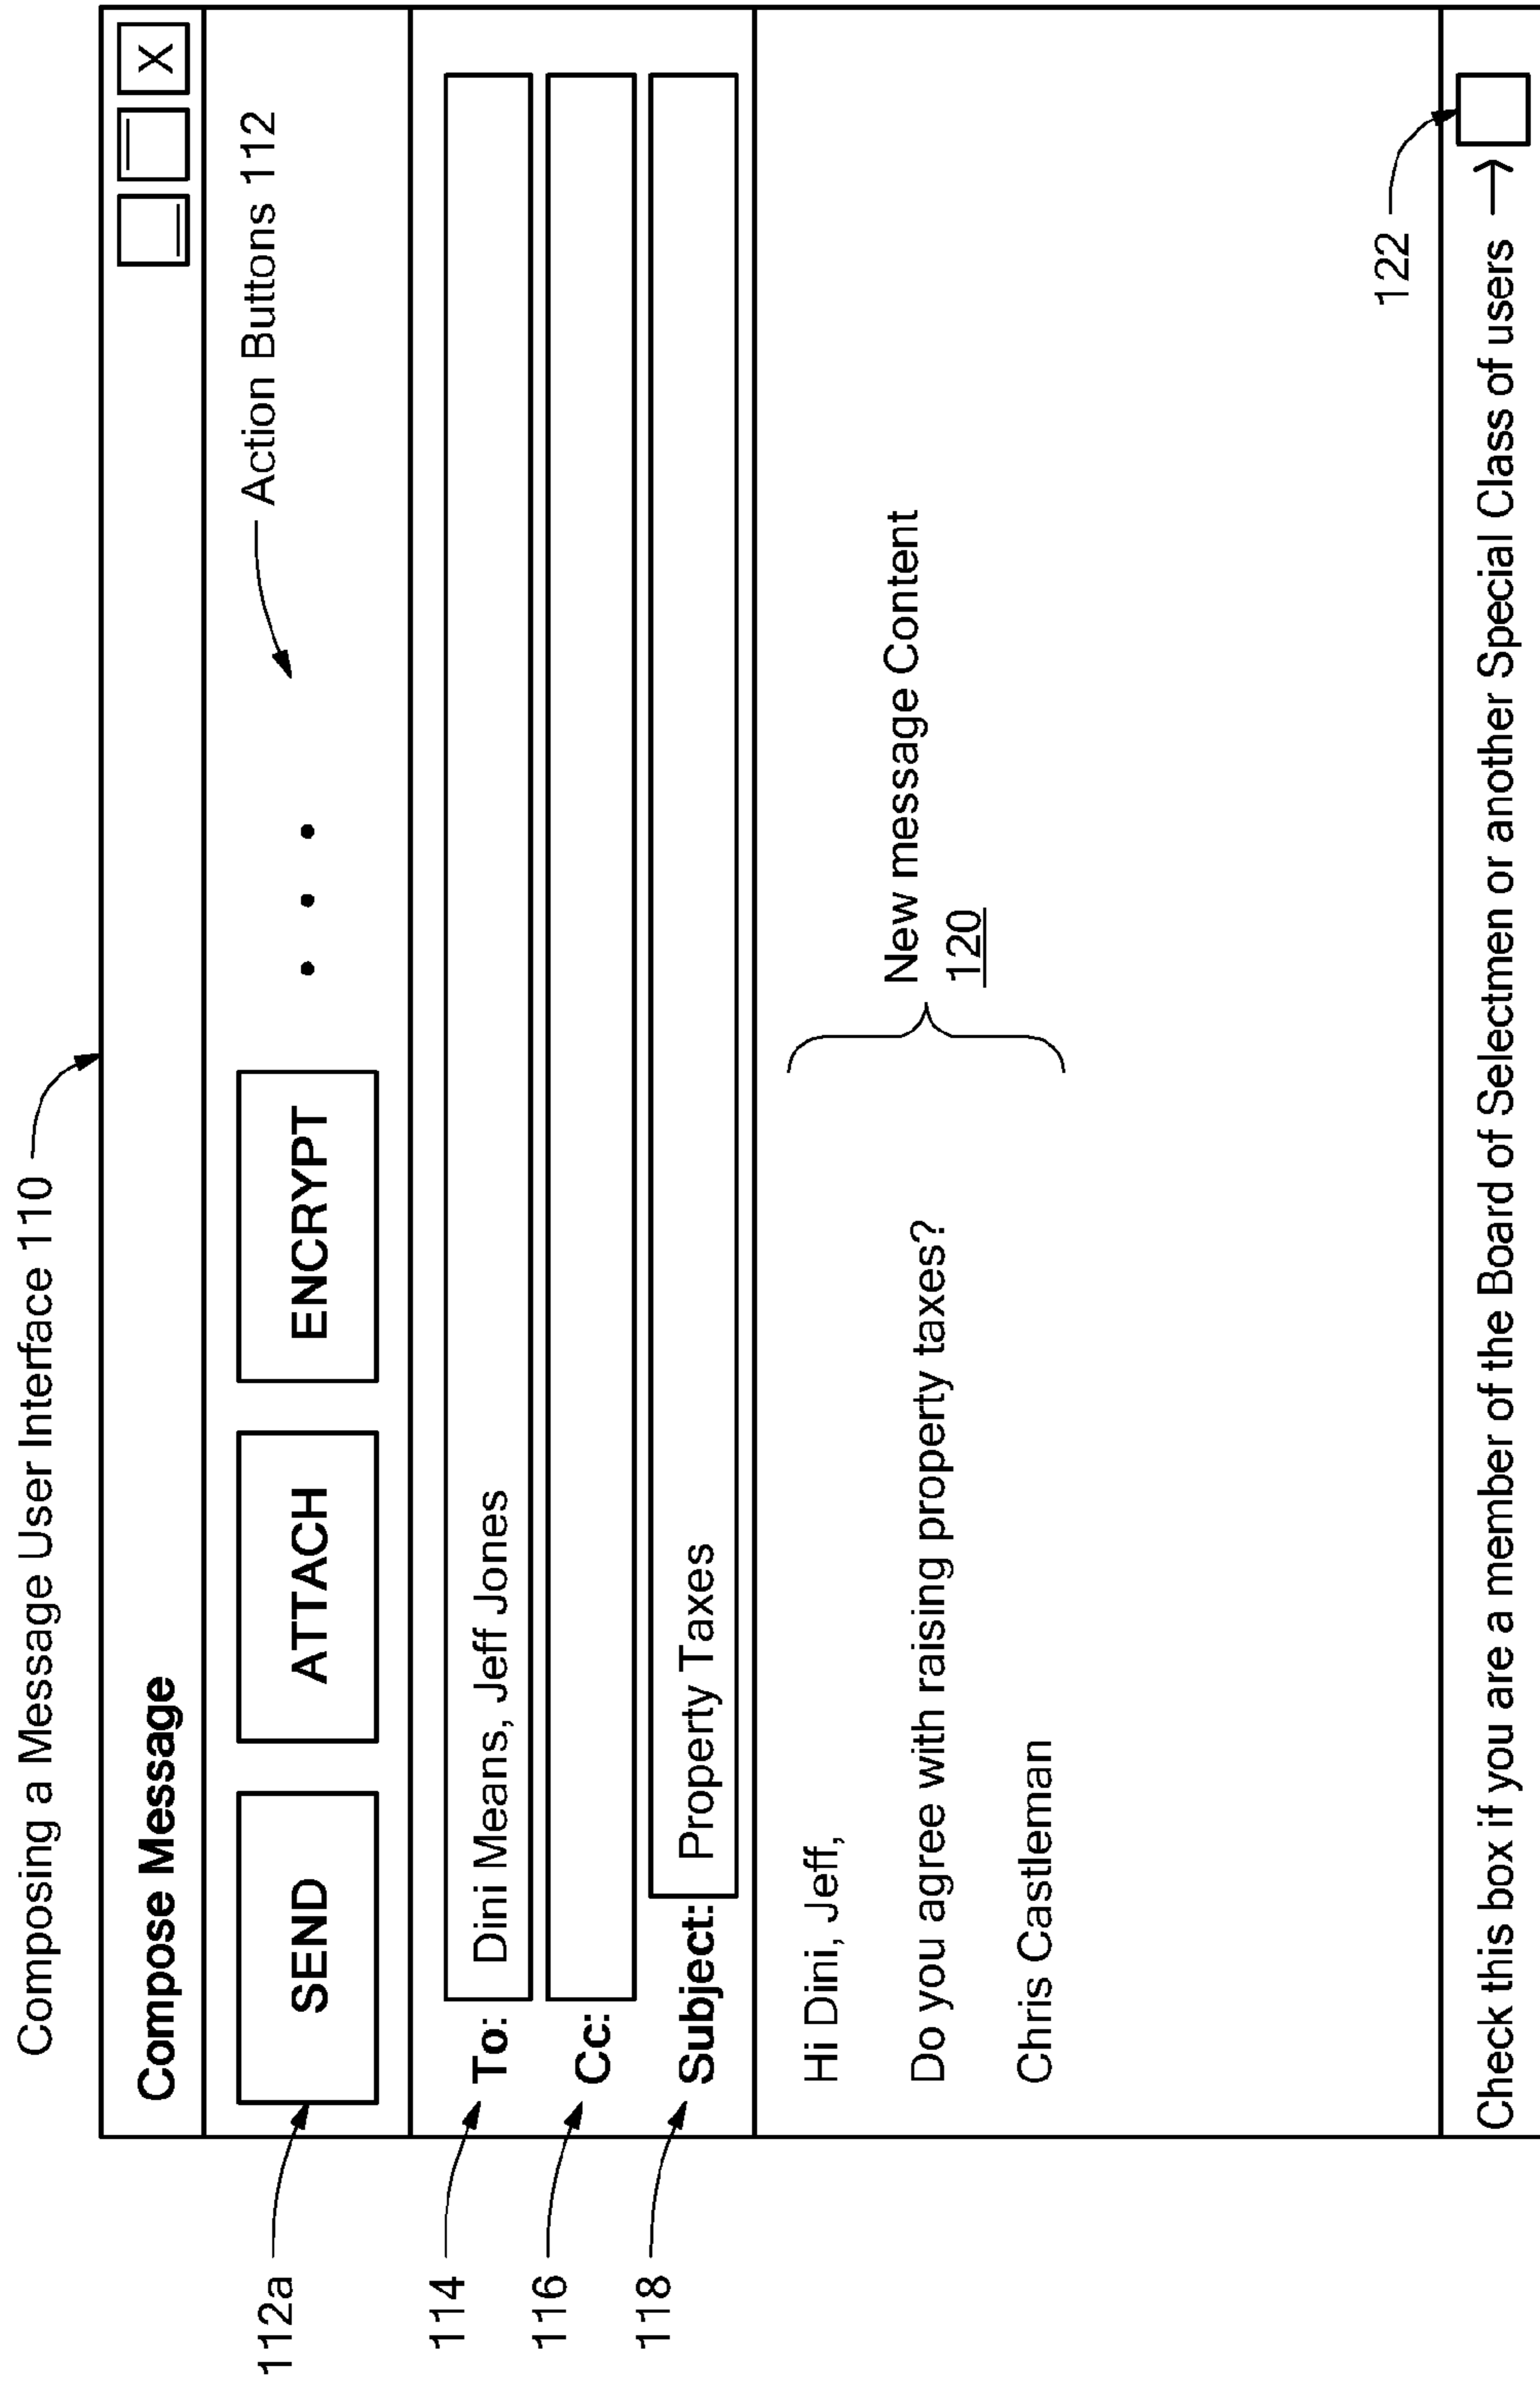 Composing a Message User Interface 110
Compose Message
X
112a
SEND
ATTACH
ENCRYPT
• • •
Action Buttons 112
114
To: Dini Means, Jeff Jones
116
Cc:
118
Subject: Property Taxes
Hi Dini, Jeff,
Do you agree with raising property taxes?
Chris Castleman
New message Content
120
122
Check this box if you are a member of the Board of Selectmen or another Special Class of users →